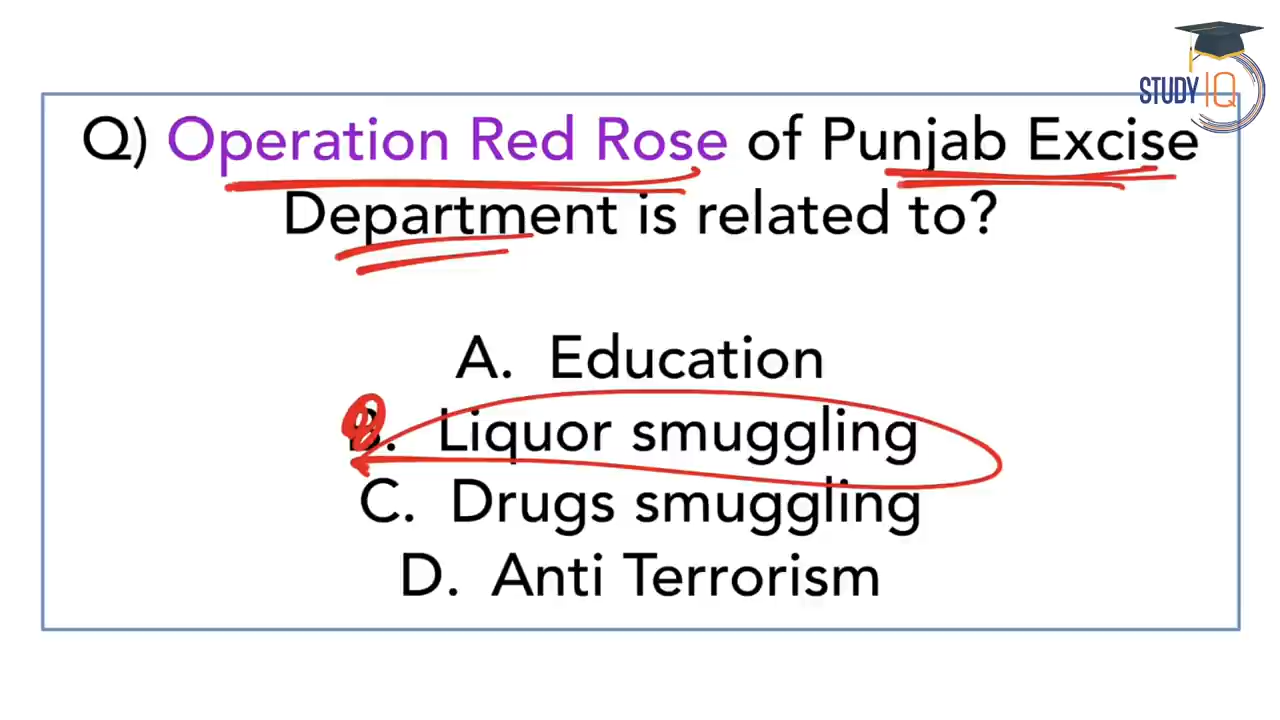 STUDY IQ
Q) Operation Red Rose of Punjab Excise
Department is related to?
A. Education
B. Liquor smuggling
C. Drugs smuggling
D. Anti Terrorism